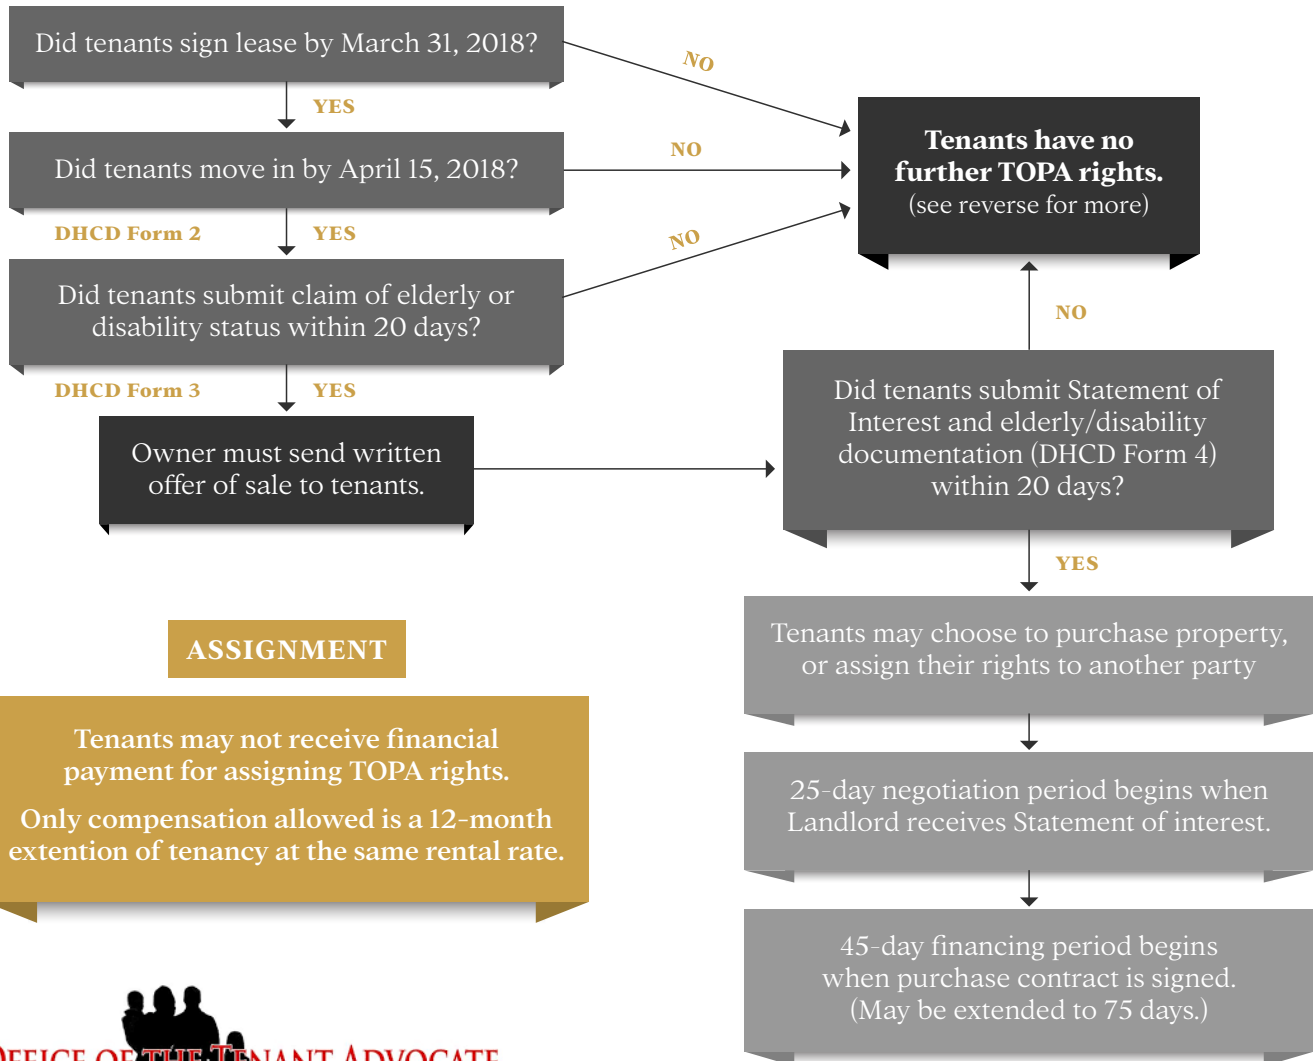 Did tenants sign lease by March 31, 2018?
NO
YES
Did tenants move in by April 15, 2018?
NO
DHCD Form 2
YES
Did tenants submit claim of elderly or
disability status within 20 days?
NO
DHCD Form 3
YES
Owner must send written
offer of sale to tenants.
Tenants have no
further TOPA rights.
(see reverse for more)
NO
Did tenants submit Statement of
Interest and elderly/disability
documentation (DHCD Form 4)
within 20 days?
YES
Tenants may choose to purchase property,
or assign their rights to another party
25-day negotiation period begins when
Landlord receives Statement of interest.
45-day financing period begins
when purchase contract is signed.
(May be extended to 75 days.)
ASSIGNMENT
Tenants may not receive financial
payment for assigning TOPA rights.
Only compensation allowed is a 12-month
extention of tenancy at the same rental rate.
OFFICE OF THE TENANT ADVOCATE